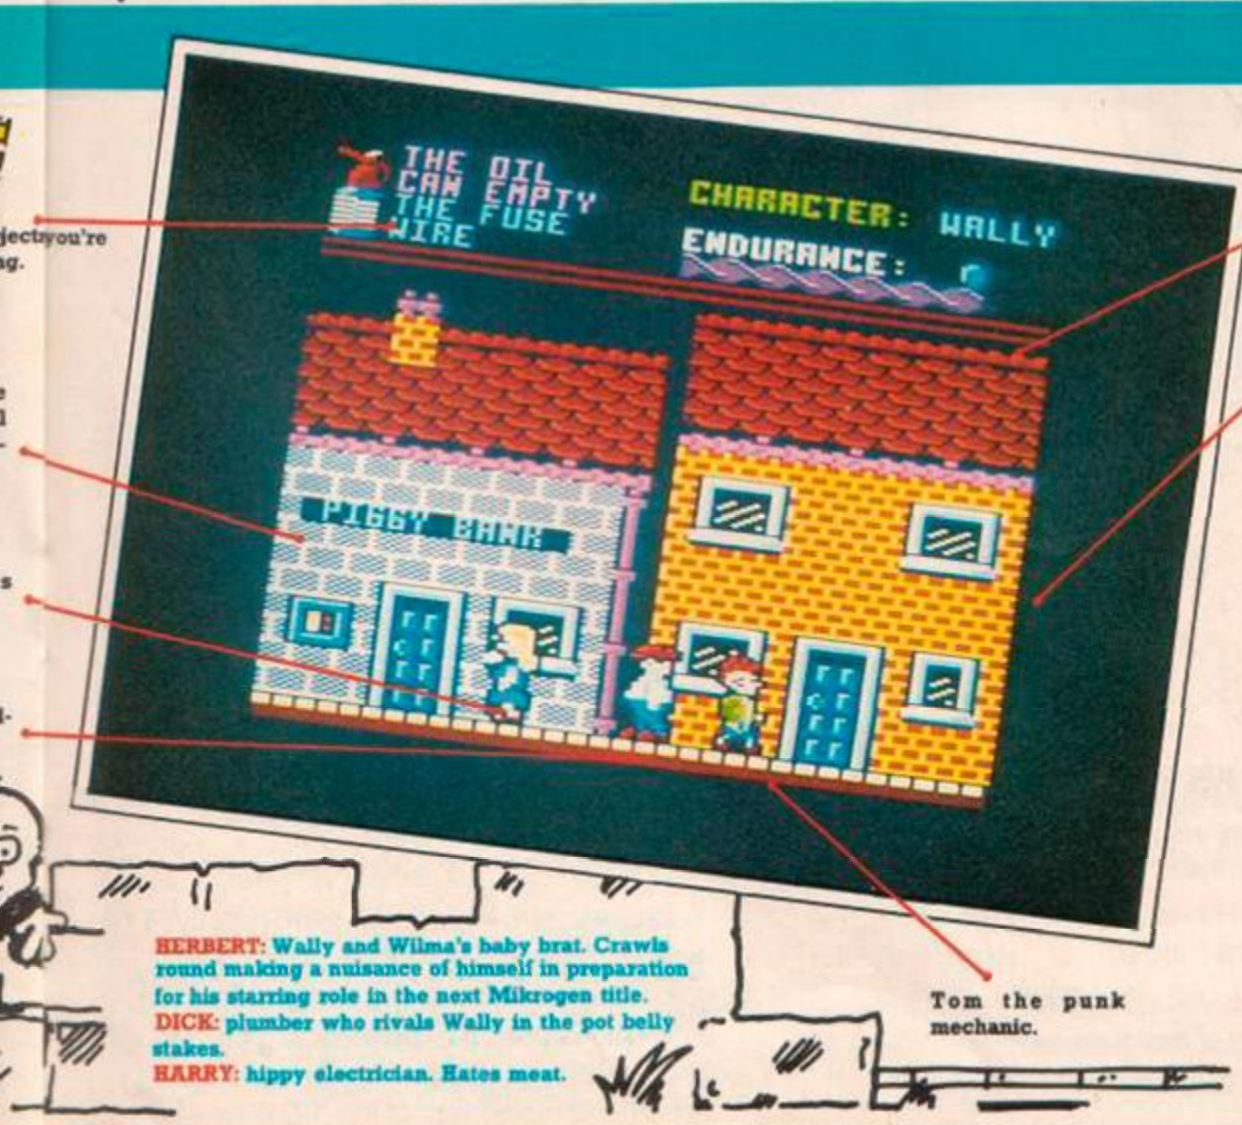 THE OIL
CAN EMPTY
THE FUSE
WIRE
CHARACTER: WALLY
ENDURANCE:
you're
PIGGY BANK
HERBERT: Wally and Wilma's baby brat. Crawls
round making a nuisance of himself in preparation
for his starring role in the next Mikrogen title.
DICK: plumber who rivals Wally in the pot belly
stakes.
HARRY: hippy electrician. Hates meat.
Tom the punk
mechanic.